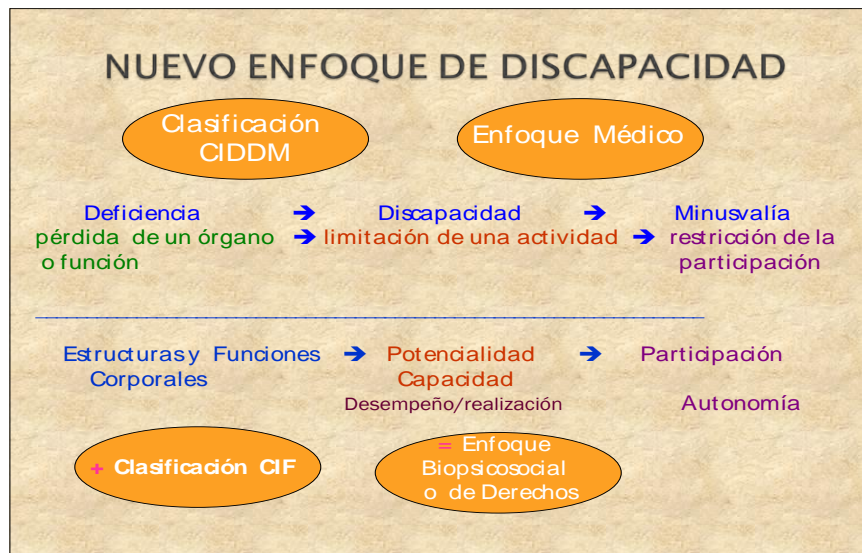 NUEVO ENFOQUE DE DISCAPACIDAD
Clasificación
CIDDM
Enfoque Médico
Deficiencia ➔ Discapacidad ➔ Minusvalía
pérdida de un órgano ➔ limitación de una actividad ➔ restricción de la
o función participación
Estructuras y Funciones ➔ Potencialidad ➔ Participación
Corporales Capacidad
Desempeño/realización Autonomía
+ Clasificación CIF
= Enfoque
Biopsicosocial
o de Derechos